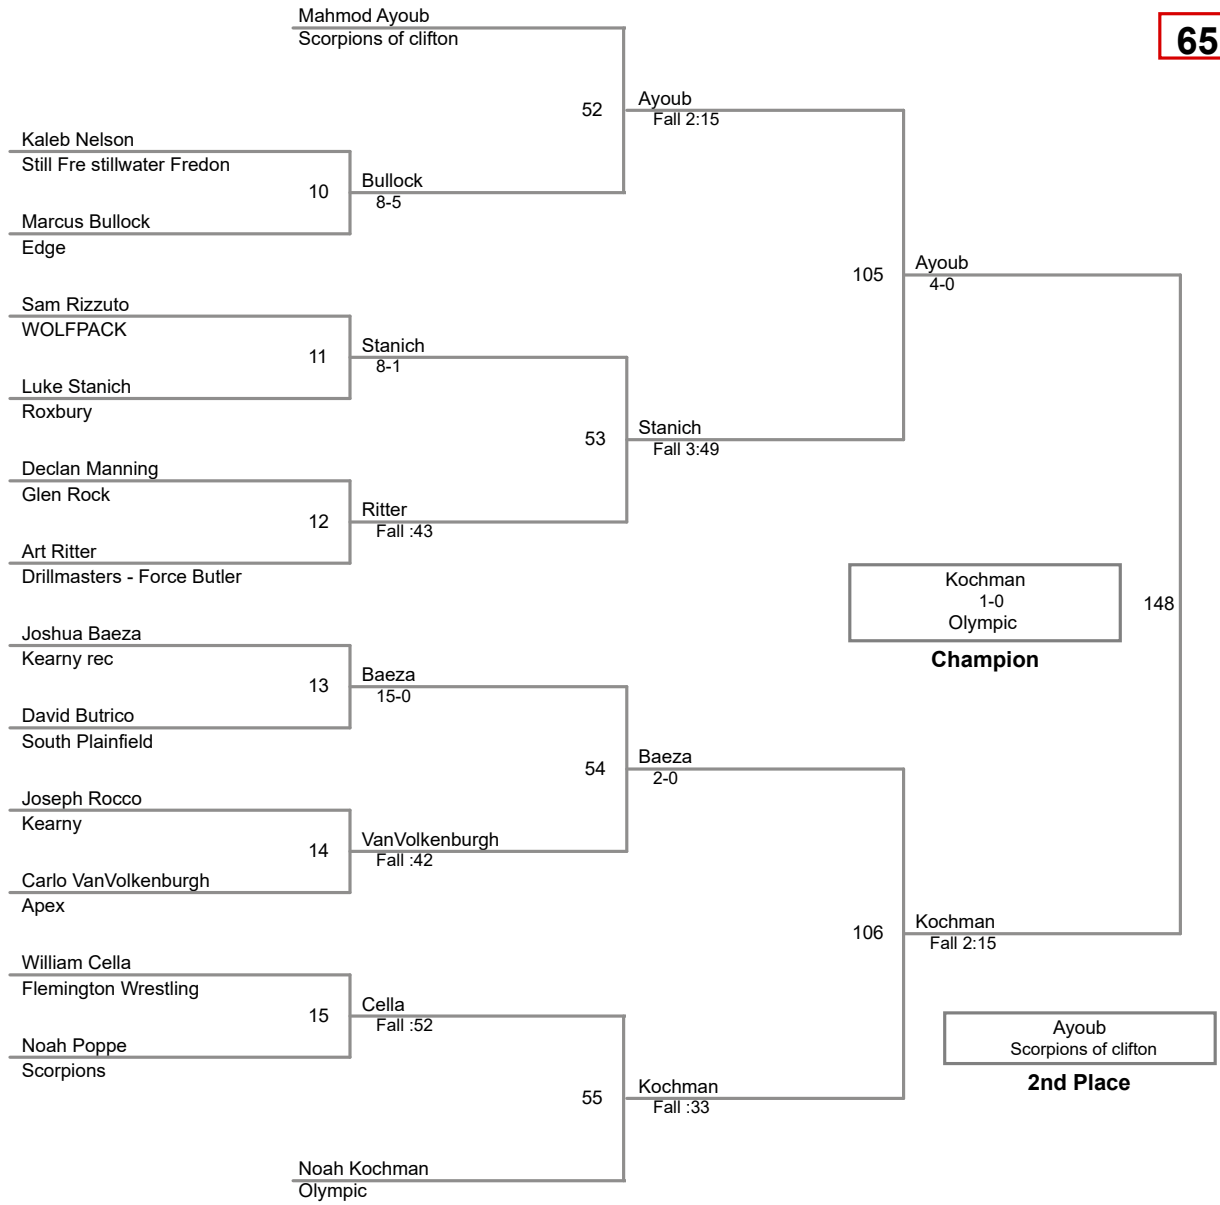 Mahmod Ayoub
Scorpions of clifton
65
52
Ayoub
Fall 2:15
Kaleb Nelson
Still Fre stillwater Fredon
10
Bullock
8-5
Marcus Bullock
Edge
105
Ayoub
4-0
Sam Rizzuto
WOLFPACK
11
Stanich
8-1
Luke Stanich
Roxbury
53
Stanich
Fall 3:49
Declan Manning
Glen Rock
12
Ritter
Fall :43
Art Ritter
Drillmasters - Force Butler
Kochman
1-0
Olympic
148
Champion
Joshua Baeza
Kearny rec
13
Baeza
15-0
David Butrico
South Plainfield
54
Baeza
2-0
Joseph Rocco
Kearny
14
VanVolkenburgh
Fall :42
Carlo VanVolkenburgh
Apex
106
Kochman
Fall 2:15
William Cella
Flemington Wrestling
15
Cella
Fall :52
Noah Poppe
Scorpions
Ayoub
Scorpions of clifton
2nd Place
55
Kochman
Fall :33
Noah Kochman
Olympic